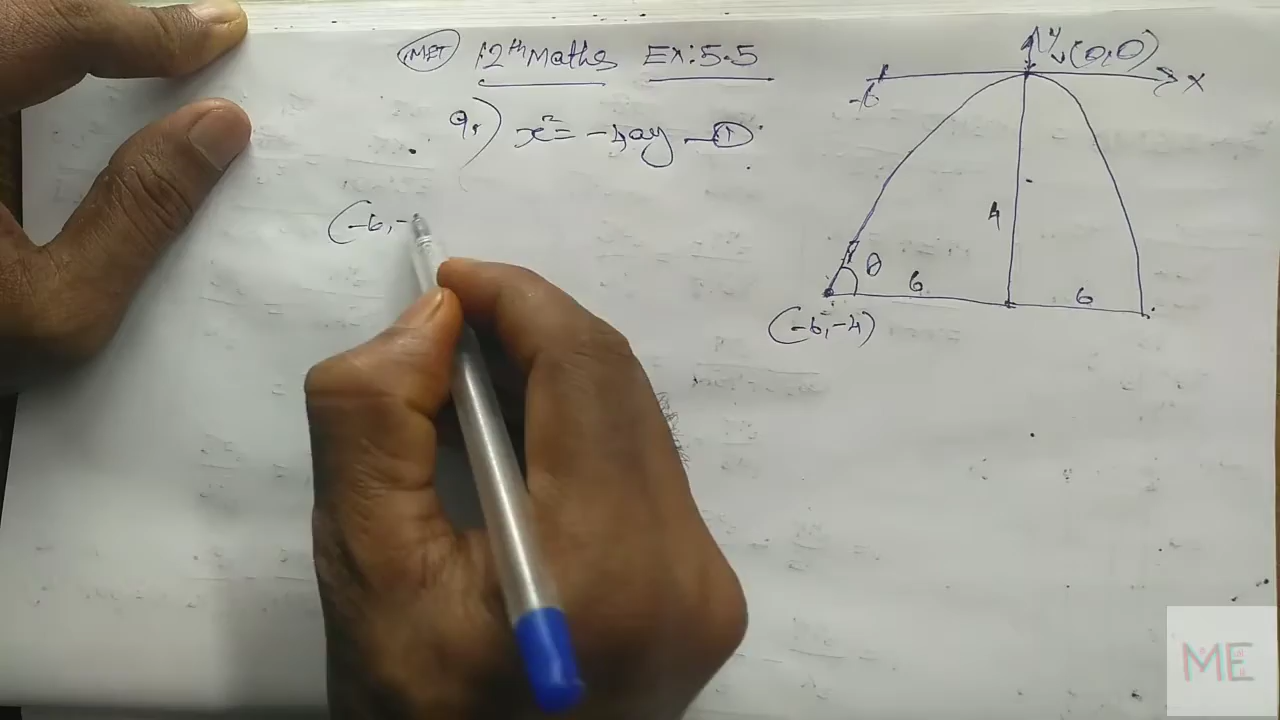 MET 12th Maths Ex: 5.5
9.) x² = -4ay - ①
(-6, -
y
V(0,0)
x
-6
4
θ
6
6
(-6, -4)
ME